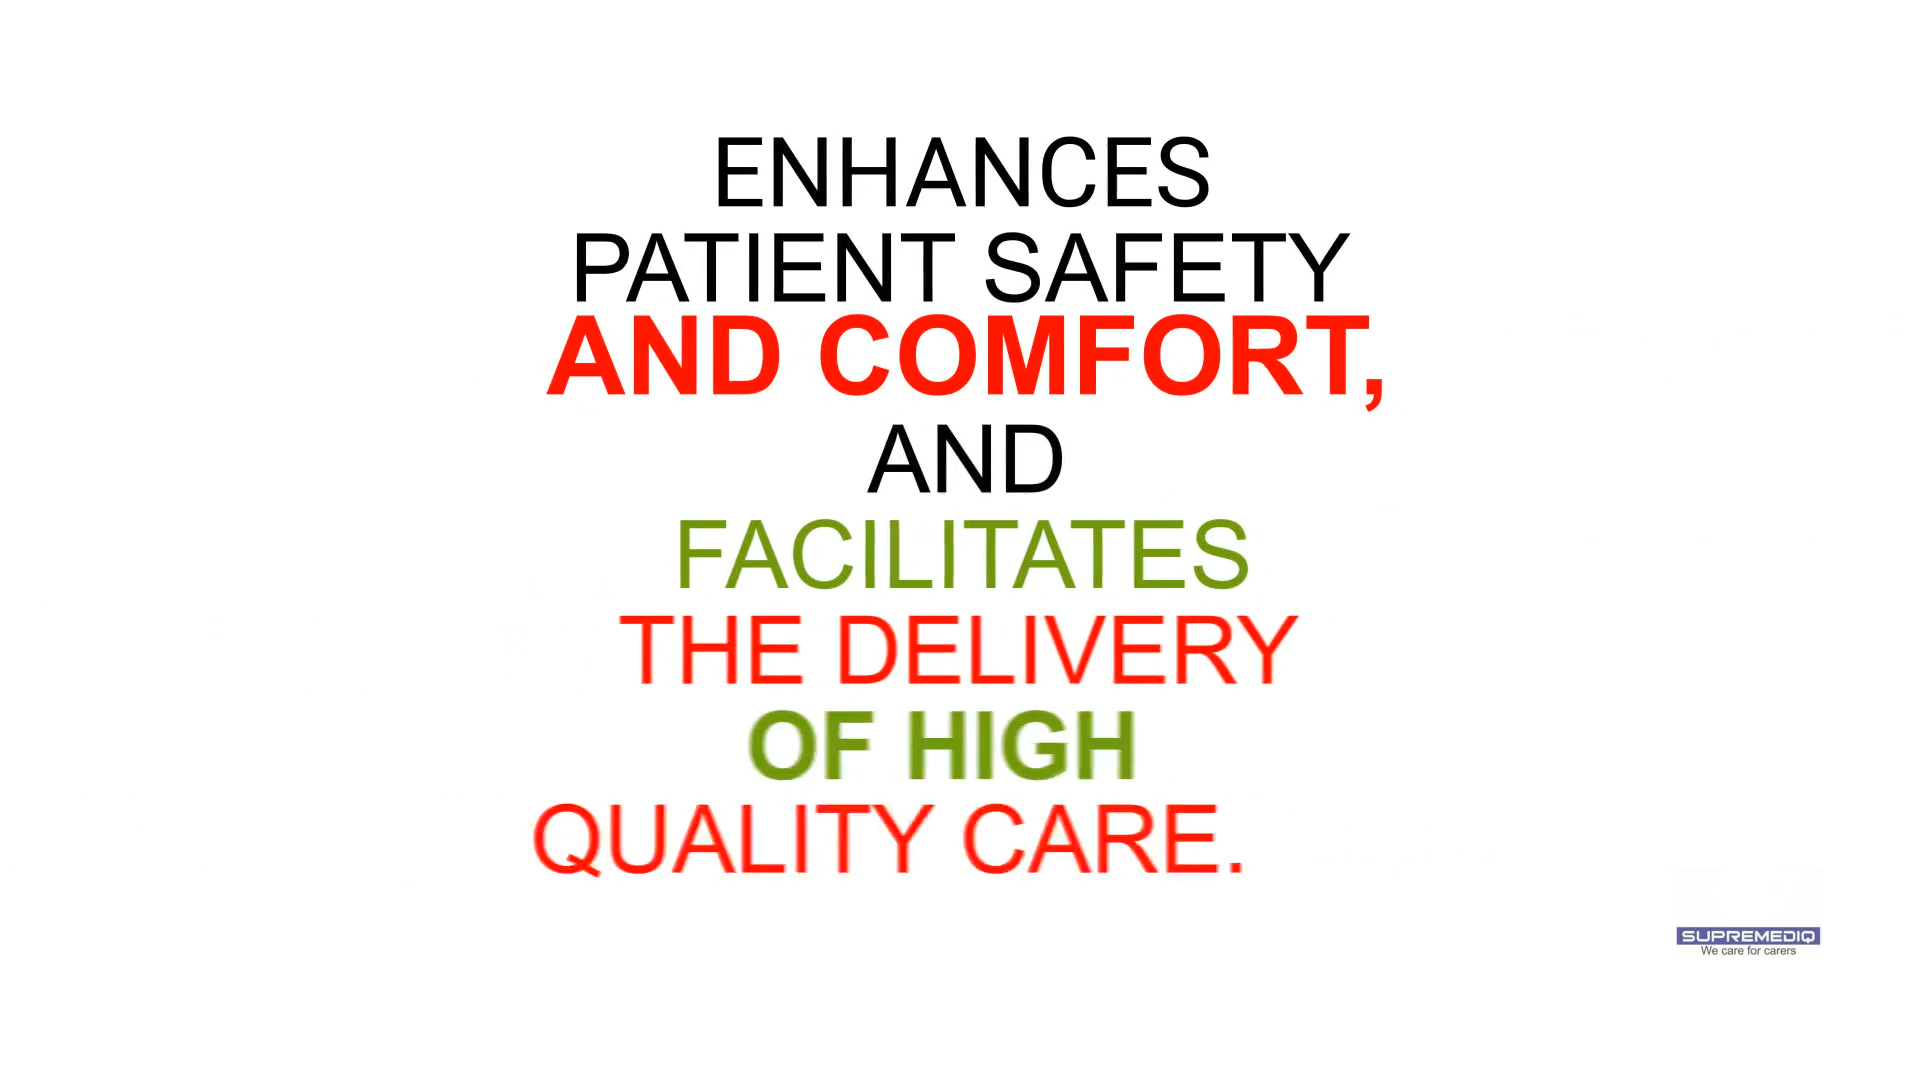 ENHANCES
PATIENT SAFETY
AND COMFORT,
AND
FACILITATES
THE DELIVERY
OF HIGH
QUALITY CARE.
SUPREMEDIQ
We care for carers